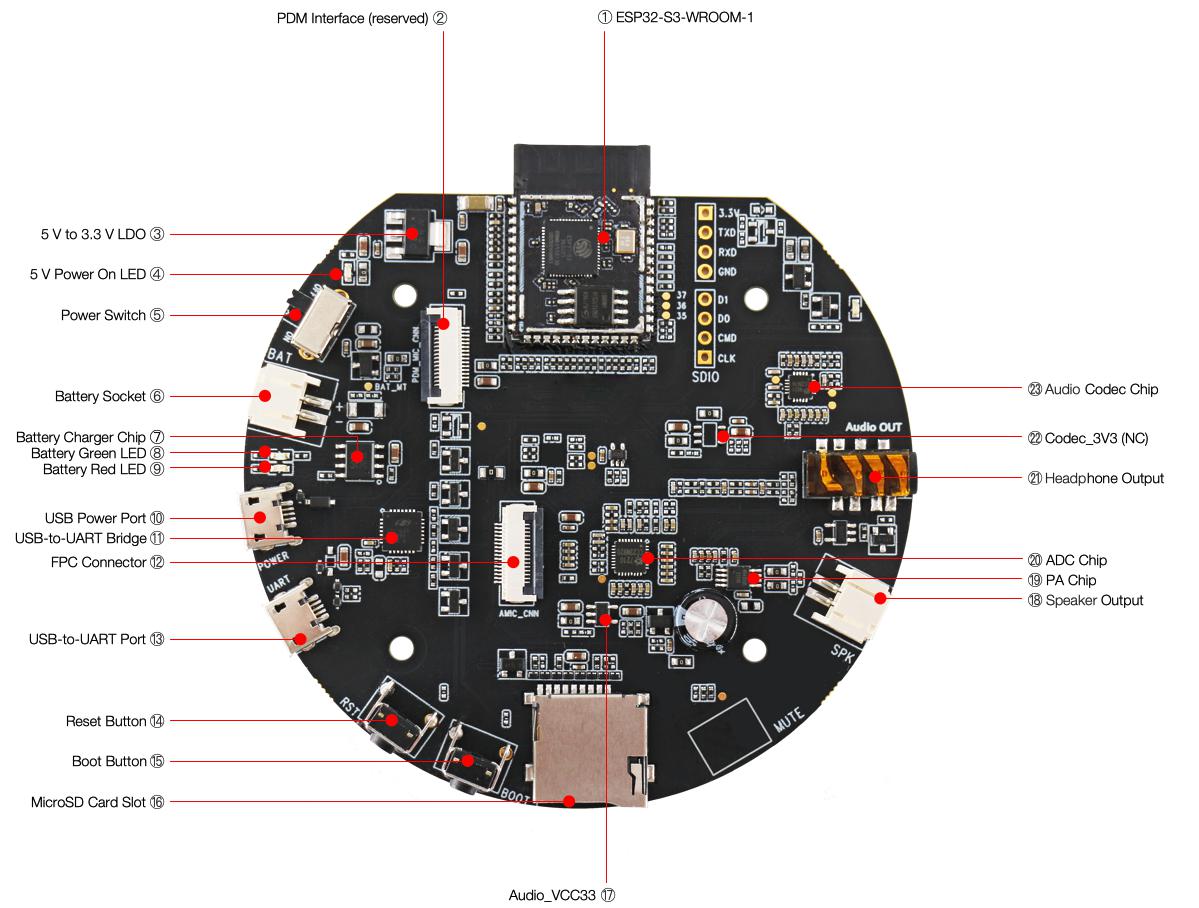 PDM Interface (reserved) ②
① ESP32-S3-WROOM-1
5 V to 3.3 V LDO ③
5 V Power On LED ④
Power Switch ⑤
Battery Socket ⑥
Battery Charger Chip ⑦
Battery Green LED ⑧
Battery Red LED ⑨
USB Power Port ⑩
USB-to-UART Bridge ⑪
FPC Connector ⑫
USB-to-UART Port ⑬
Reset Button ⑭
Boot Button ⑮
MicroSD Card Slot ⑯
Audio_VCC33 ⑰
⑱ Speaker Output
⑲ PA Chip
⑳ ADC Chip
㉑ Headphone Output
㉒ Codec_3V3 (NC)
㉓ Audio Codec Chip
3.3V
TXD
RXD
GND
D1
D0
CMD
CLK
SDIO
37
36
35
PDM_MIC_CNN
ON
BAT
BAT_MT
POWER
UART
AMIC_CNN
Audio OUT
SPK
MUTE
RST
BOOT